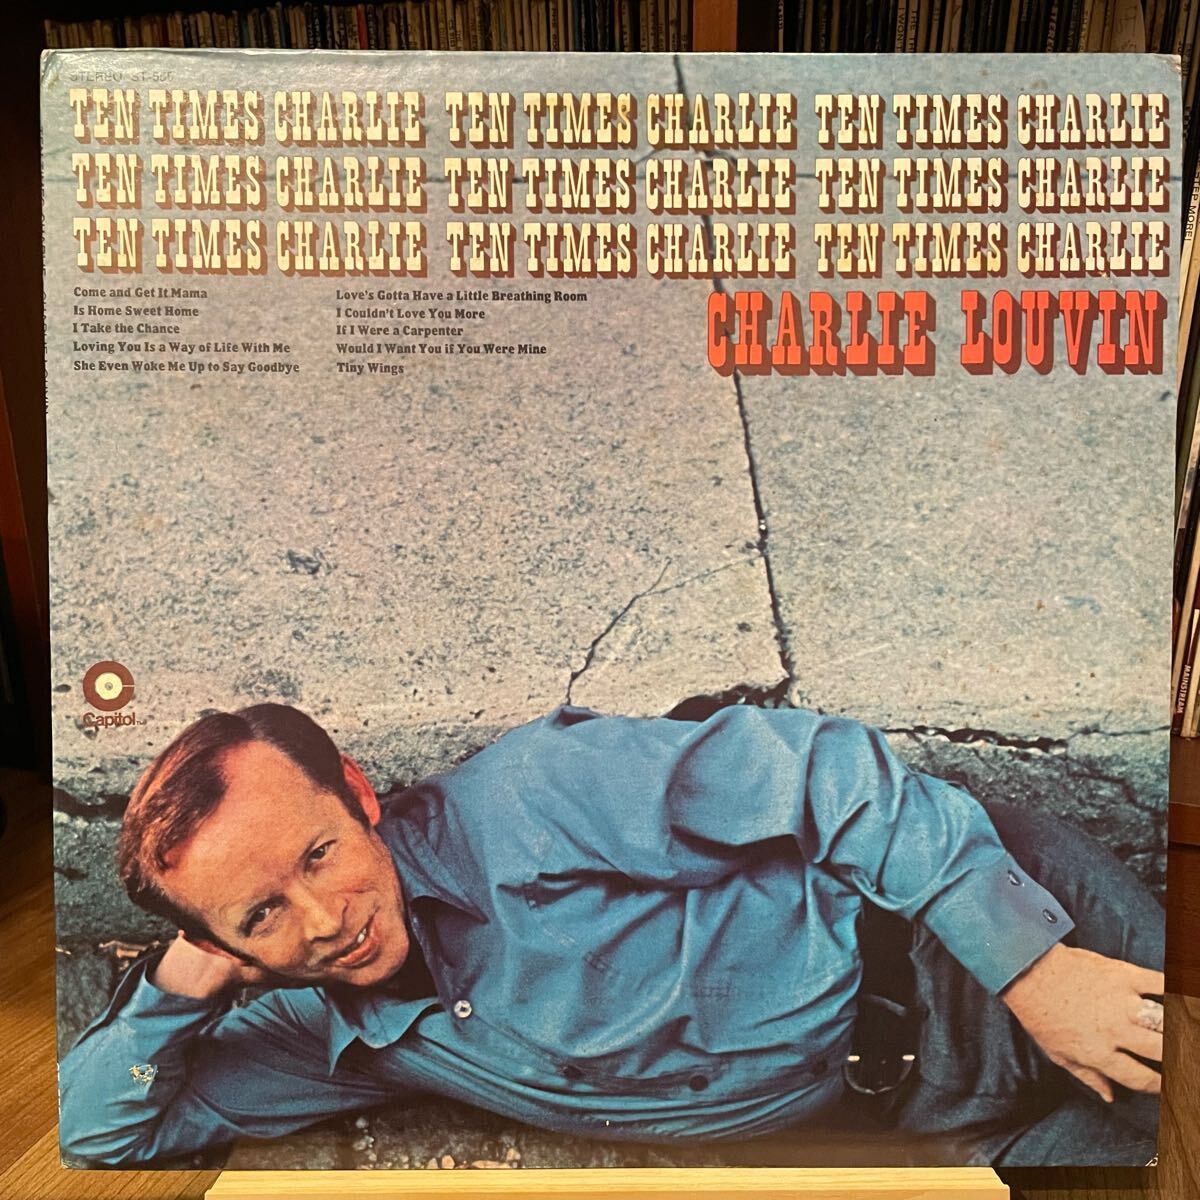 STEREO ST-555
TEN TIMES CHARLIE TEN TIMES CHARLIE TEN TIMES CHARLIE
TEN TIMES CHARLIE TEN TIMES CHARLIE TEN TIMES CHARLIE
TEN TIMES CHARLIE TEN TIMES CHARLIE TEN TIMES CHARLIE
CHARLIE LOUVIN
Come and Get It Mama
Is Home Sweet Home
I Take the Chance
Loving You Is a Way of Life With Me
She Even Woke Me Up to Say Goodbye
Love's Gotta Have a Little Breathing Room
I Couldn't Love You More
If I Were a Carpenter
Would I Want You if You Were Mine
Tiny Wings
Capitol
MAINSTREAM